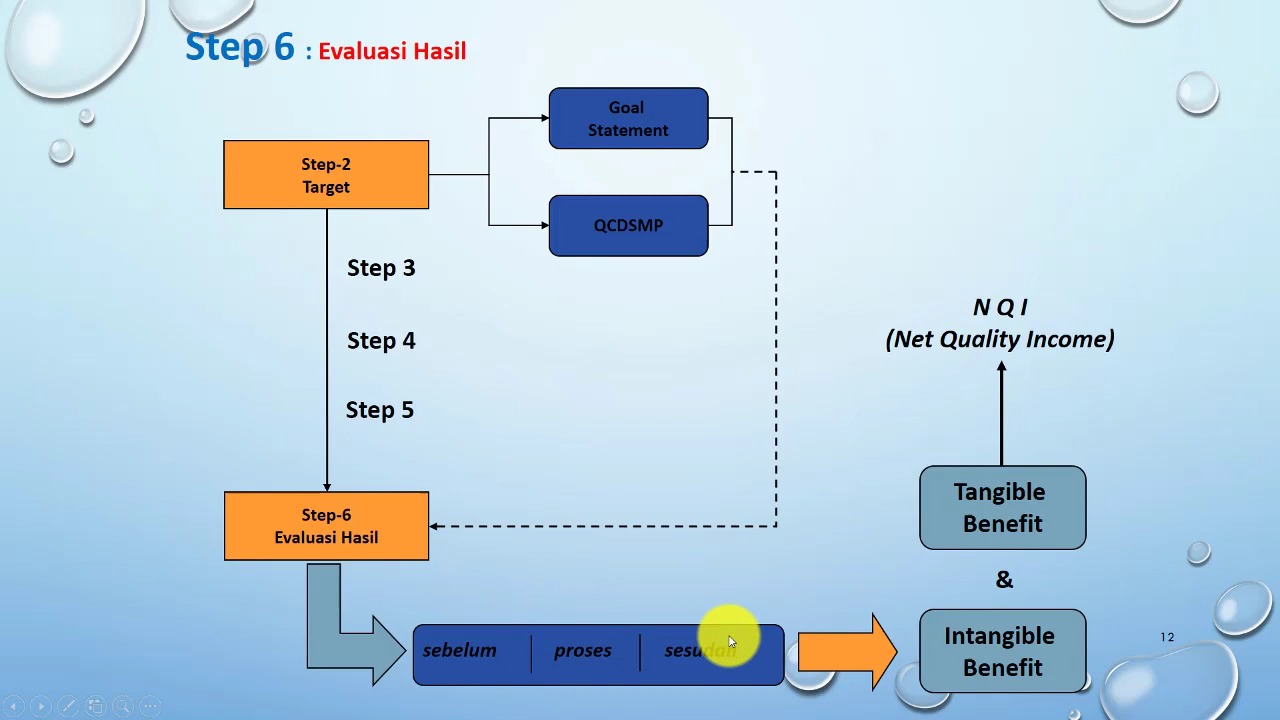 Step 6 : Evaluasi Hasil
Goal
Statement
Step-2
Target
QCDSMP
Step 3
Step 4
Step 5
N Q I
(Net Quality Income)
Step-6
Evaluasi Hasil
Tangible
Benefit
&
Intangible
Benefit
sebelum
proses
sesudah
12